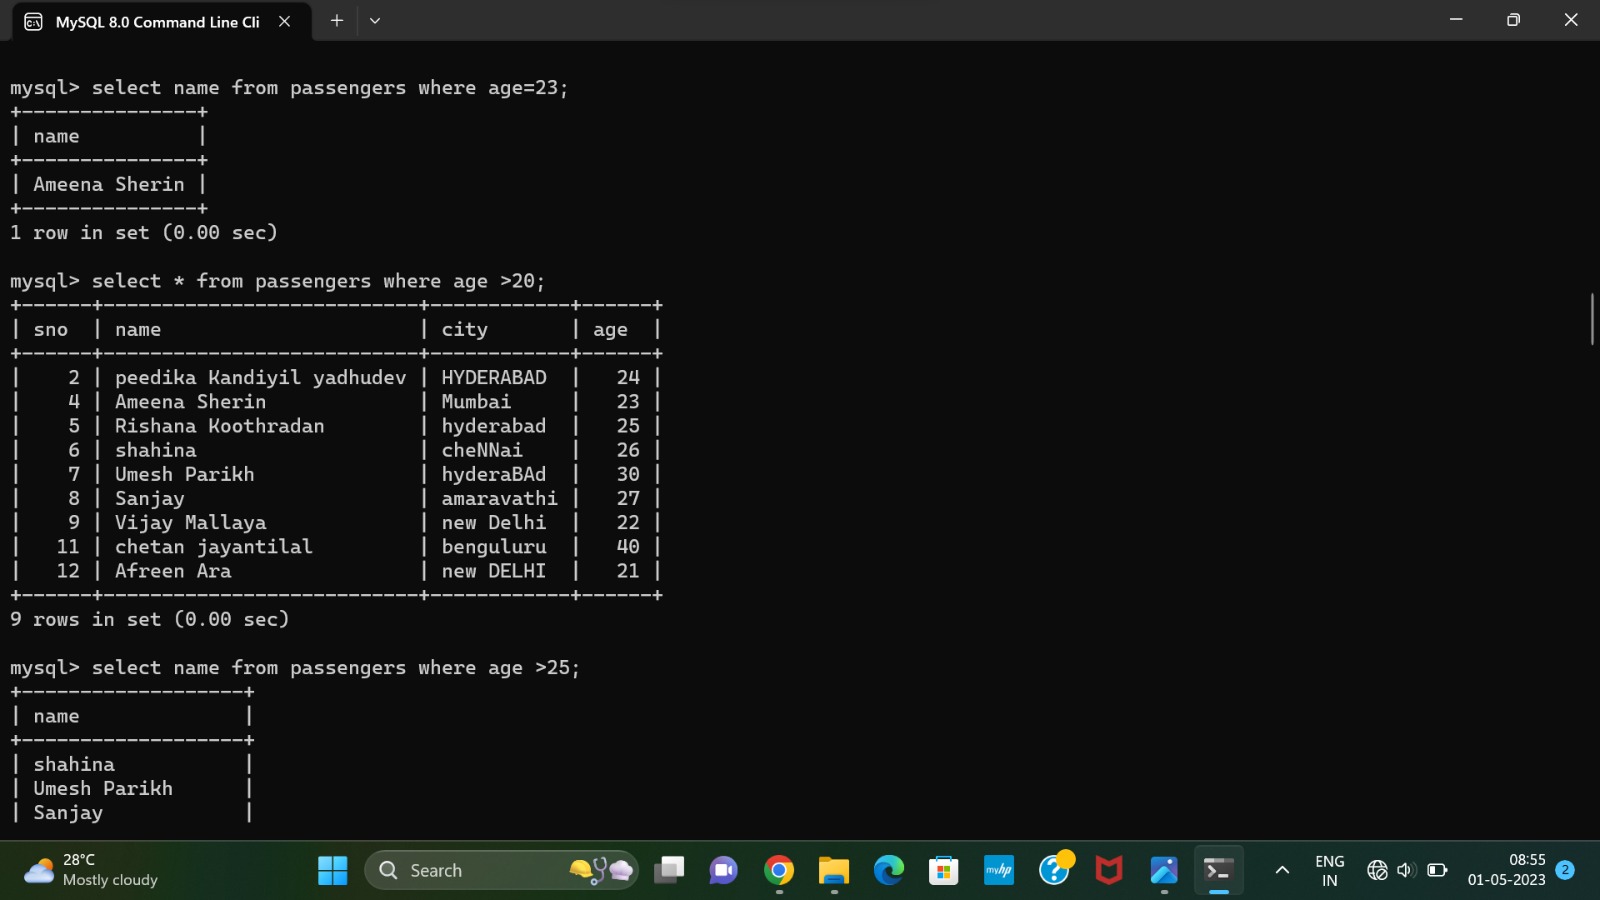 MySQL 8.0 Command Line Cli
mysql> select name from passengers where age=23;
+---------------+
| name          |
+---------------+
| Ameena Sherin |
+---------------+
1 row in set (0.00 sec)
mysql> select * from passengers where age >20;
+------+---------------------------+------------+------+
| sno  | name                      | city       | age  |
+------+---------------------------+------------+------+
|    2 | peedika Kandiyil yadhudev | HYDERABAD  |   24 |
|    4 | Ameena Sherin             | Mumbai     |   23 |
|    5 | Rishana Koothradan        | hyderabad  |   25 |
|    6 | shahina                   | cheNNai    |   26 |
|    7 | Umesh Parikh              | hyderaBAd  |   30 |
|    8 | Sanjay                    | amaravathi |   27 |
|    9 | Vijay Mallaya             | new Delhi  |   22 |
|   11 | chetan jayantilal         | benguluru  |   40 |
|   12 | Afreen Ara                | new DELHI  |   21 |
+------+---------------------------+------------+------+
9 rows in set (0.00 sec)
mysql> select name from passengers where age >25;
+-------------------+
| name              |
+-------------------+
| shahina           |
| Umesh Parikh      |
| Sanjay            |
28°C
Mostly cloudy
Search
myhp
ENG
IN
08:55
01-05-2023
2